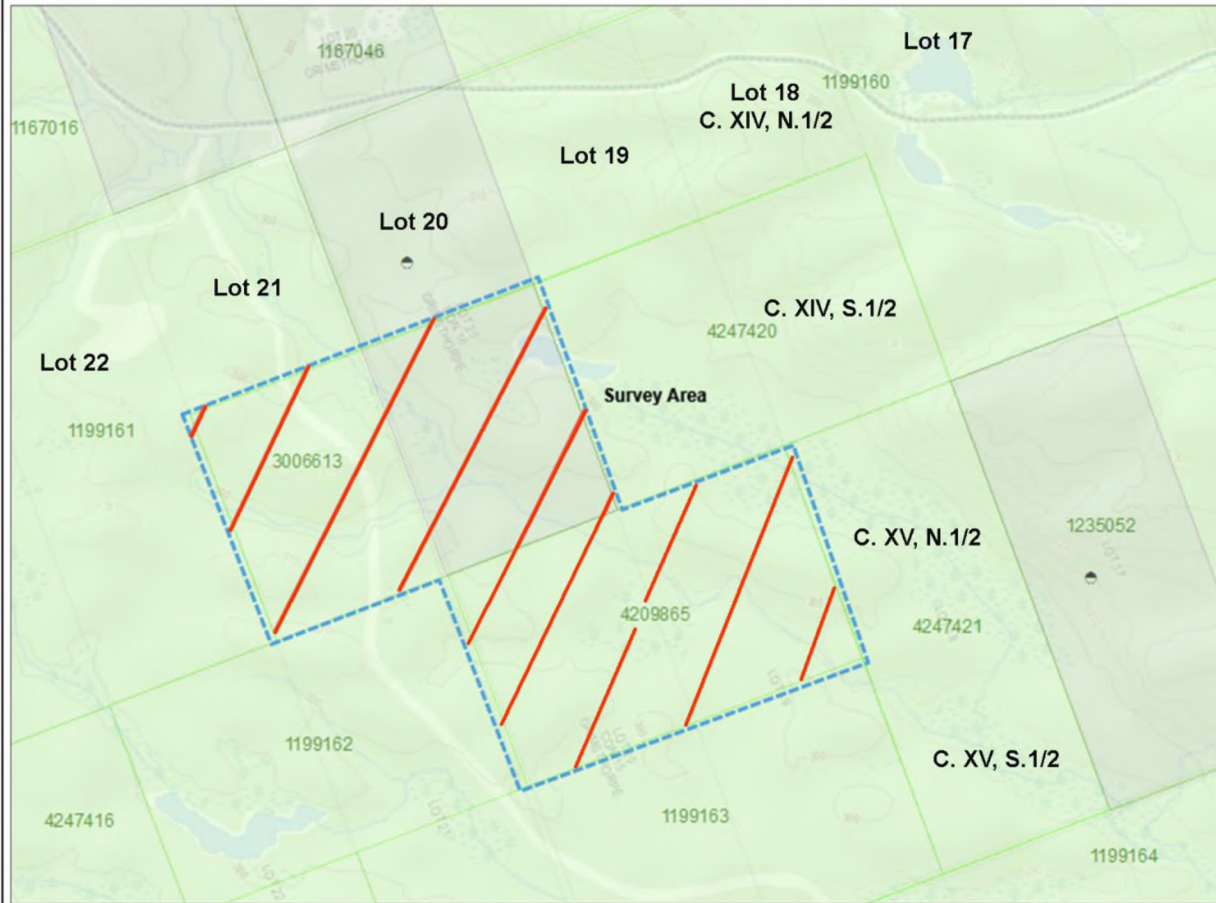 1167046
Lot 17
1167016
Lot 18
1199160
C. XIV, N.1/2
Lot 19
Lot 20
Lot 21
C. XIV, S.1/2
4247420
Lot 22
Survey Area
1199161
3006613
1235052
C. XV, N.1/2
4209865
4247421
1199162
C. XV, S.1/2
4247416
1199163
1199164